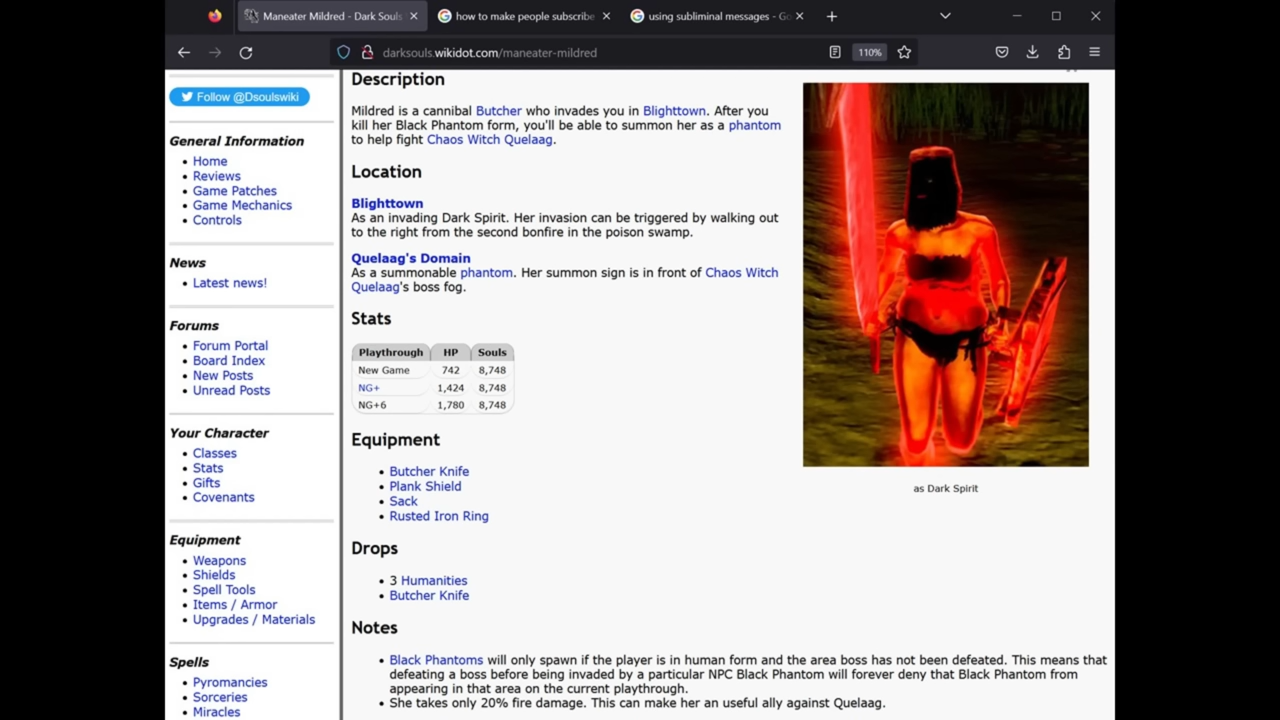 Maneater Mildred - Dark Souls
how to make people subscribe
using subliminal messages - Go
darksouls.wikidot.com/maneater-mildred
110%
Follow @Dsoulswiki
General Information
Home
Reviews
Game Patches
Game Mechanics
Controls
News
Latest news!
Forums
Forum Portal
Board Index
New Posts
Unread Posts
Your Character
Classes
Stats
Gifts
Covenants
Equipment
Weapons
Shields
Spell Tools
Items / Armor
Upgrades / Materials
Spells
Pyromancies
Sorceries
Miracles
Description
Mildred is a cannibal Butcher who invades you in Blighttown. After you
kill her Black Phantom form, you'll be able to summon her as a phantom
to help fight Chaos Witch Quelaag.
Location
Blighttown
As an invading Dark Spirit. Her invasion can be triggered by walking out
to the right from the second bonfire in the poison swamp.
Quelaag's Domain
As a summonable phantom. Her summon sign is in front of Chaos Witch
Quelaag's boss fog.
Stats
Playthrough HP Souls
New Game 742 8,748
NG+ 1,424 8,748
NG+6 1,780 8,748
Equipment
Butcher Knife
Plank Shield
Sack
Rusted Iron Ring
Drops
3 Humanities
Butcher Knife
Notes
Black Phantoms will only spawn if the player is in human form and the area boss has not been defeated. This means that
defeating a boss before being invaded by a particular NPC Black Phantom will forever deny that Black Phantom from
appearing in that area on the current playthrough.
She takes only 20% fire damage. This can make her an useful ally against Quelaag.
as Dark Spirit